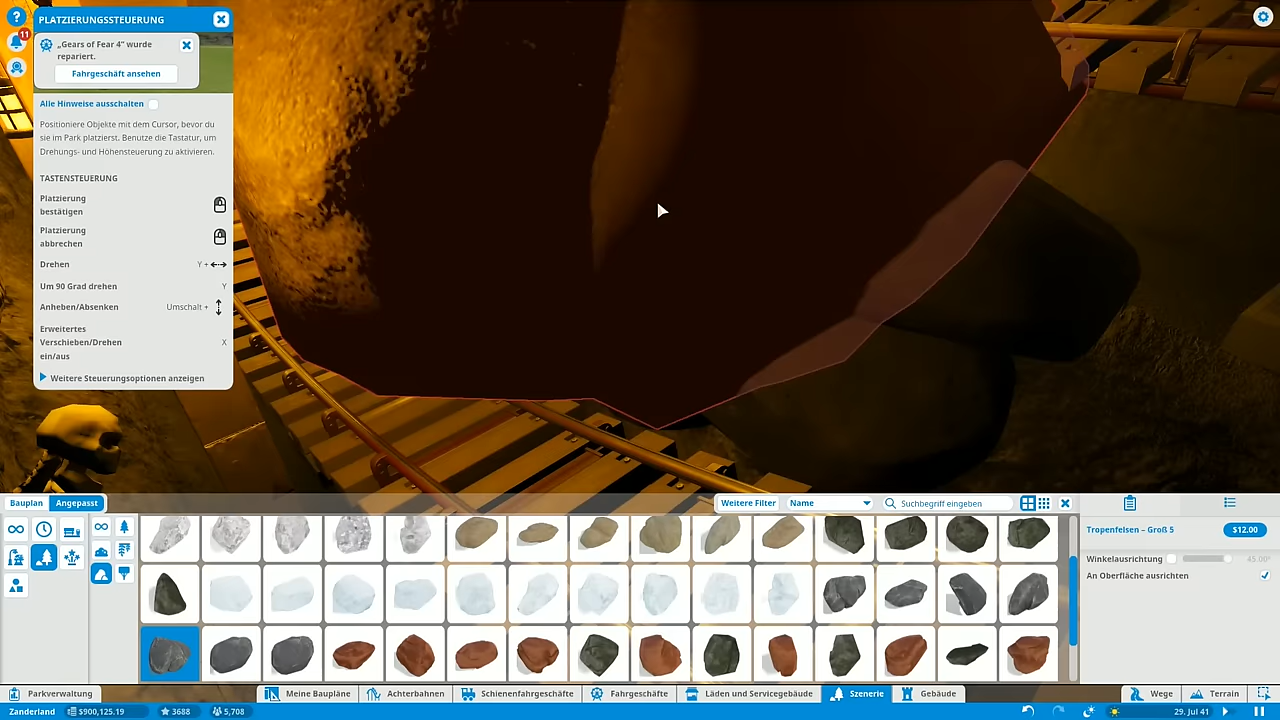 ?
PLATZIERUNGSSTEUERUNG
11
„Gears of Fear 4“ wurde
repariert.
Fahrgeschäft ansehen
Alle Hinweise ausschalten
Positioniere Objekte mit dem Cursor, bevor du
sie im Park platzierst. Benutze die Tastatur, um
Drehungs- und Höhensteuerung zu aktivieren.
TASTENSTEUERUNG
Platzierung
bestätigen
Platzierung
abbrechen
Drehen Y +
Um 90 Grad drehen Y
Anheben/Absenken Umschalt +
Erweitertes
Verschieben/Drehen X
ein/aus
Weitere Steuerungsoptionen anzeigen
Bauplan Angepasst Weitere Filter Name Suchbegriff eingeben
Tropenfelsen – Groß 5 $12.00
Winkelausrichtung 45.00°
An Oberfläche ausrichten
Parkverwaltung Meine Baupläne Achterbahnen Schienenfahrgeschäfte Fahrgeschäfte Läden und Servicegebäude Szenerie Gebäude Wege Terrain
Zanderland $900,125.19 3688 5,708 29. Jul 41